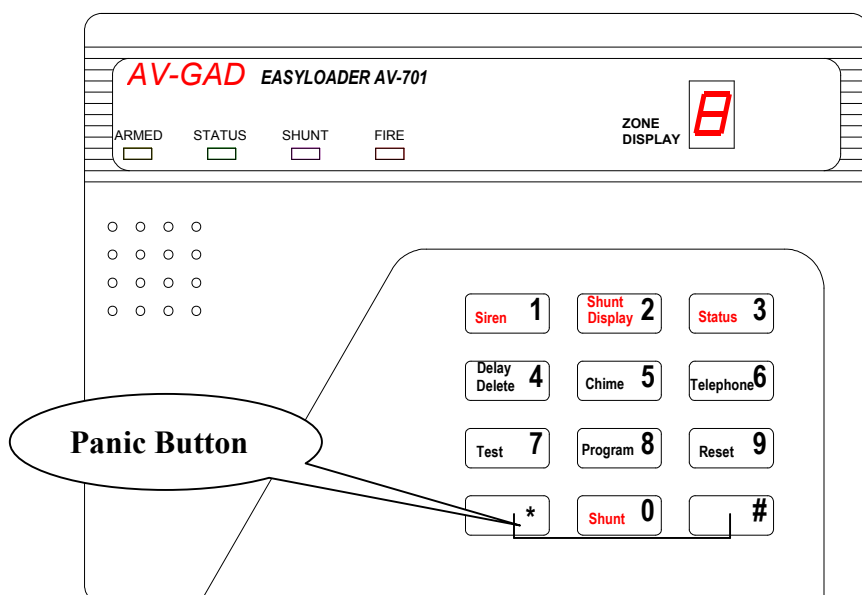 AV-GAD EASYLOADER AV-701
ARMED STATUS SHUNT FIRE
ZONE
DISPLAY
8
Siren 1
Shunt
Display 2
Status 3
Delay
Delete 4
Chime 5
Telephone 6
Panic Button
Test 7
Program 8
Reset 9
*
Shunt 0
#